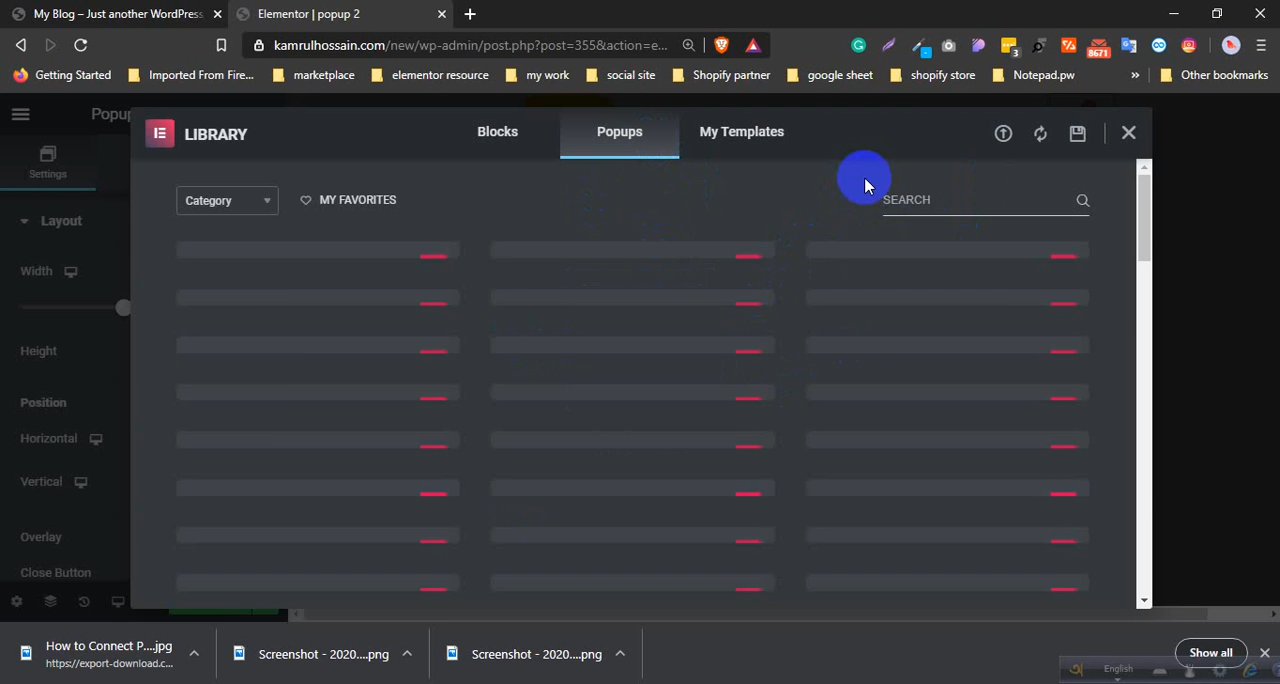 My Blog – Just another WordPress
Elementor | popup 2
kamrulhossain.com/new/wp-admin/post.php?post=355&action=e...
3
8671
Getting Started
Imported From Fire...
marketplace
elementor resource
my work
social site
Shopify partner
google sheet
shopify store
Notepad.pw
»
Other bookmarks
Popup
LIBRARY
Blocks
Popups
My Templates
Settings
Category
MY FAVORITES
SEARCH
Layout
Width
Height
Position
Horizontal
Vertical
Overlay
Close Button
How to Connect P....jpg
https://export-download.c...
Screenshot - 2020....png
Screenshot - 2020....png
Show all
English